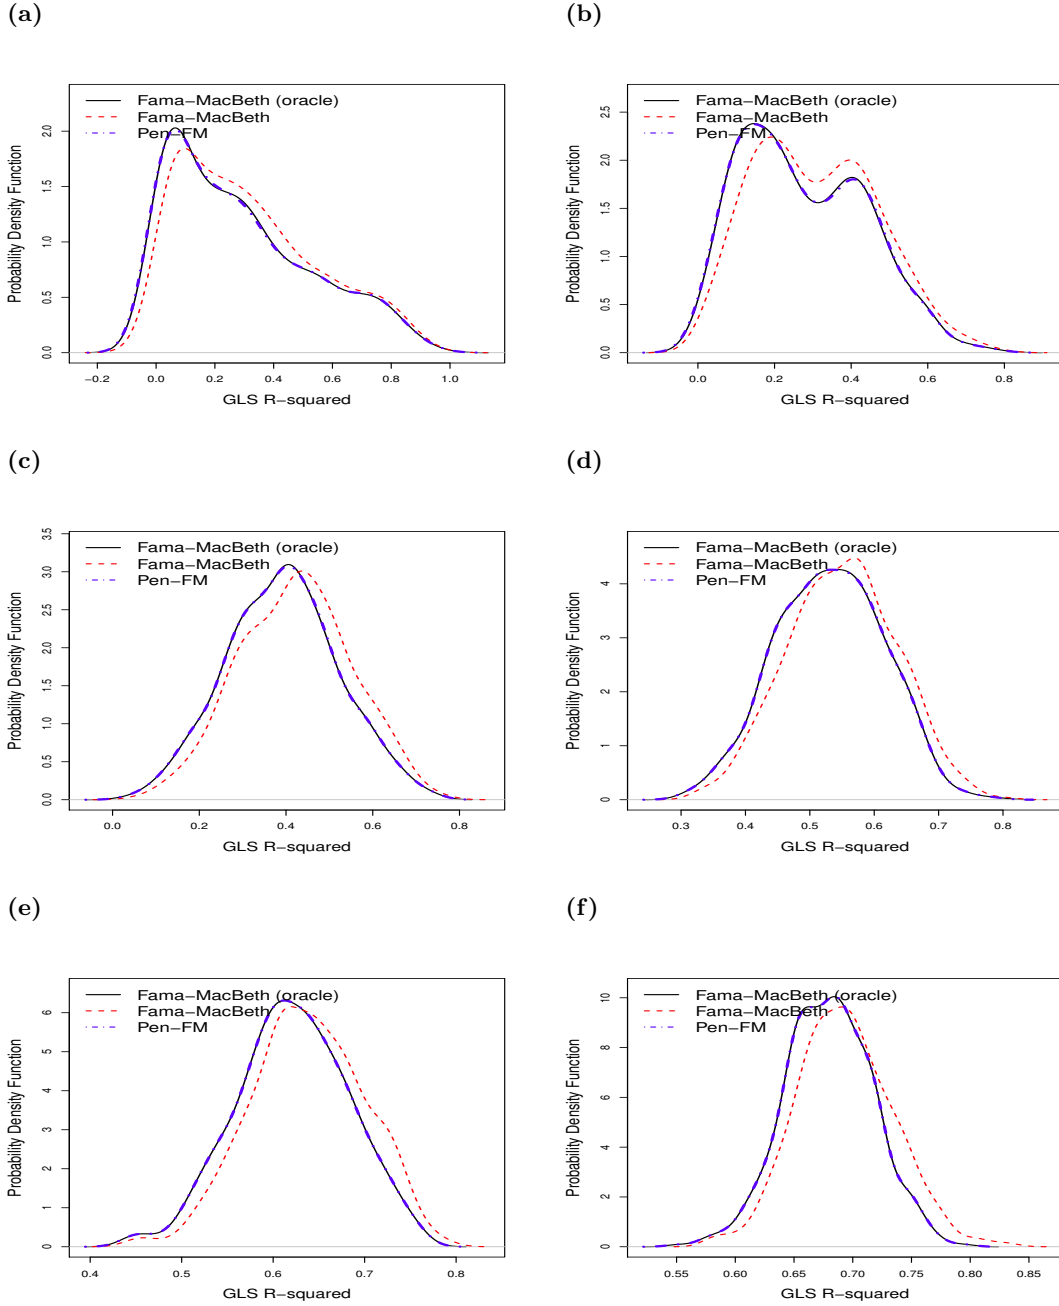 (a)
Fama−MacBeth (oracle)
Fama−MacBeth
Pen−FM
Probability Density Function
0.0 0.5 1.0 1.5 2.0
−0.2 0.0 0.2 0.4 0.6 0.8 1.0
GLS R−squared
(b)
Fama−MacBeth (oracle)
Fama−MacBeth
Pen−FM
Probability Density Function
0.0 0.5 1.0 1.5 2.0 2.5
0.0 0.2 0.4 0.6 0.8
GLS R−squared
(c)
Fama−MacBeth (oracle)
Fama−MacBeth
Pen−FM
Probability Density Function
0.0 0.5 1.0 1.5 2.0 2.5 3.0 3.5
0.0 0.2 0.4 0.6 0.8
GLS R−squared
(d)
Fama−MacBeth (oracle)
Fama−MacBeth
Pen−FM
Probability Density Function
0 1 2 3 4
0.3 0.4 0.5 0.6 0.7 0.8
GLS R−squared
(e)
Fama−MacBeth (oracle)
Fama−MacBeth
Pen−FM
Probability Density Function
0 1 2 3 4 5 6
0.4 0.5 0.6 0.7 0.8
GLS R−squared
(f)
Fama−MacBeth (oracle)
Fama−MacBeth
Pen−FM
Probability Density Function
0 2 4 6 8 10
0.55 0.60 0.65 0.70 0.75 0.80 0.85
GLS R−squared